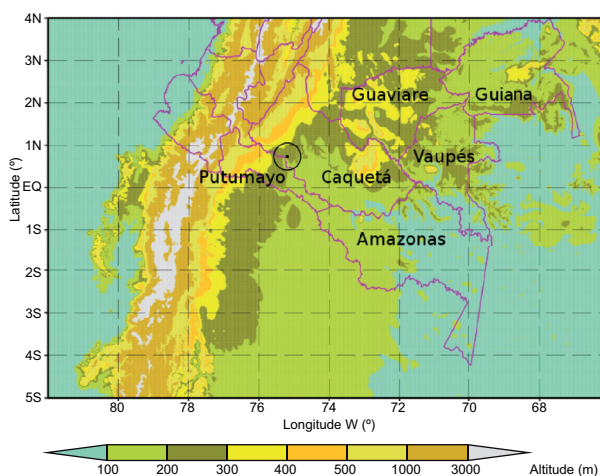 4N
3N
2N
1N
EQ
1S
2S
3S
4S
5S
Latitude (º)
Guaviare
Guiana
Vaupés
Putumayo
Caquetá
Amazonas
80 78 76 74 72 70 68
Longitude W (º)
100 200 300 400 500 1000 3000 Altitude (m)